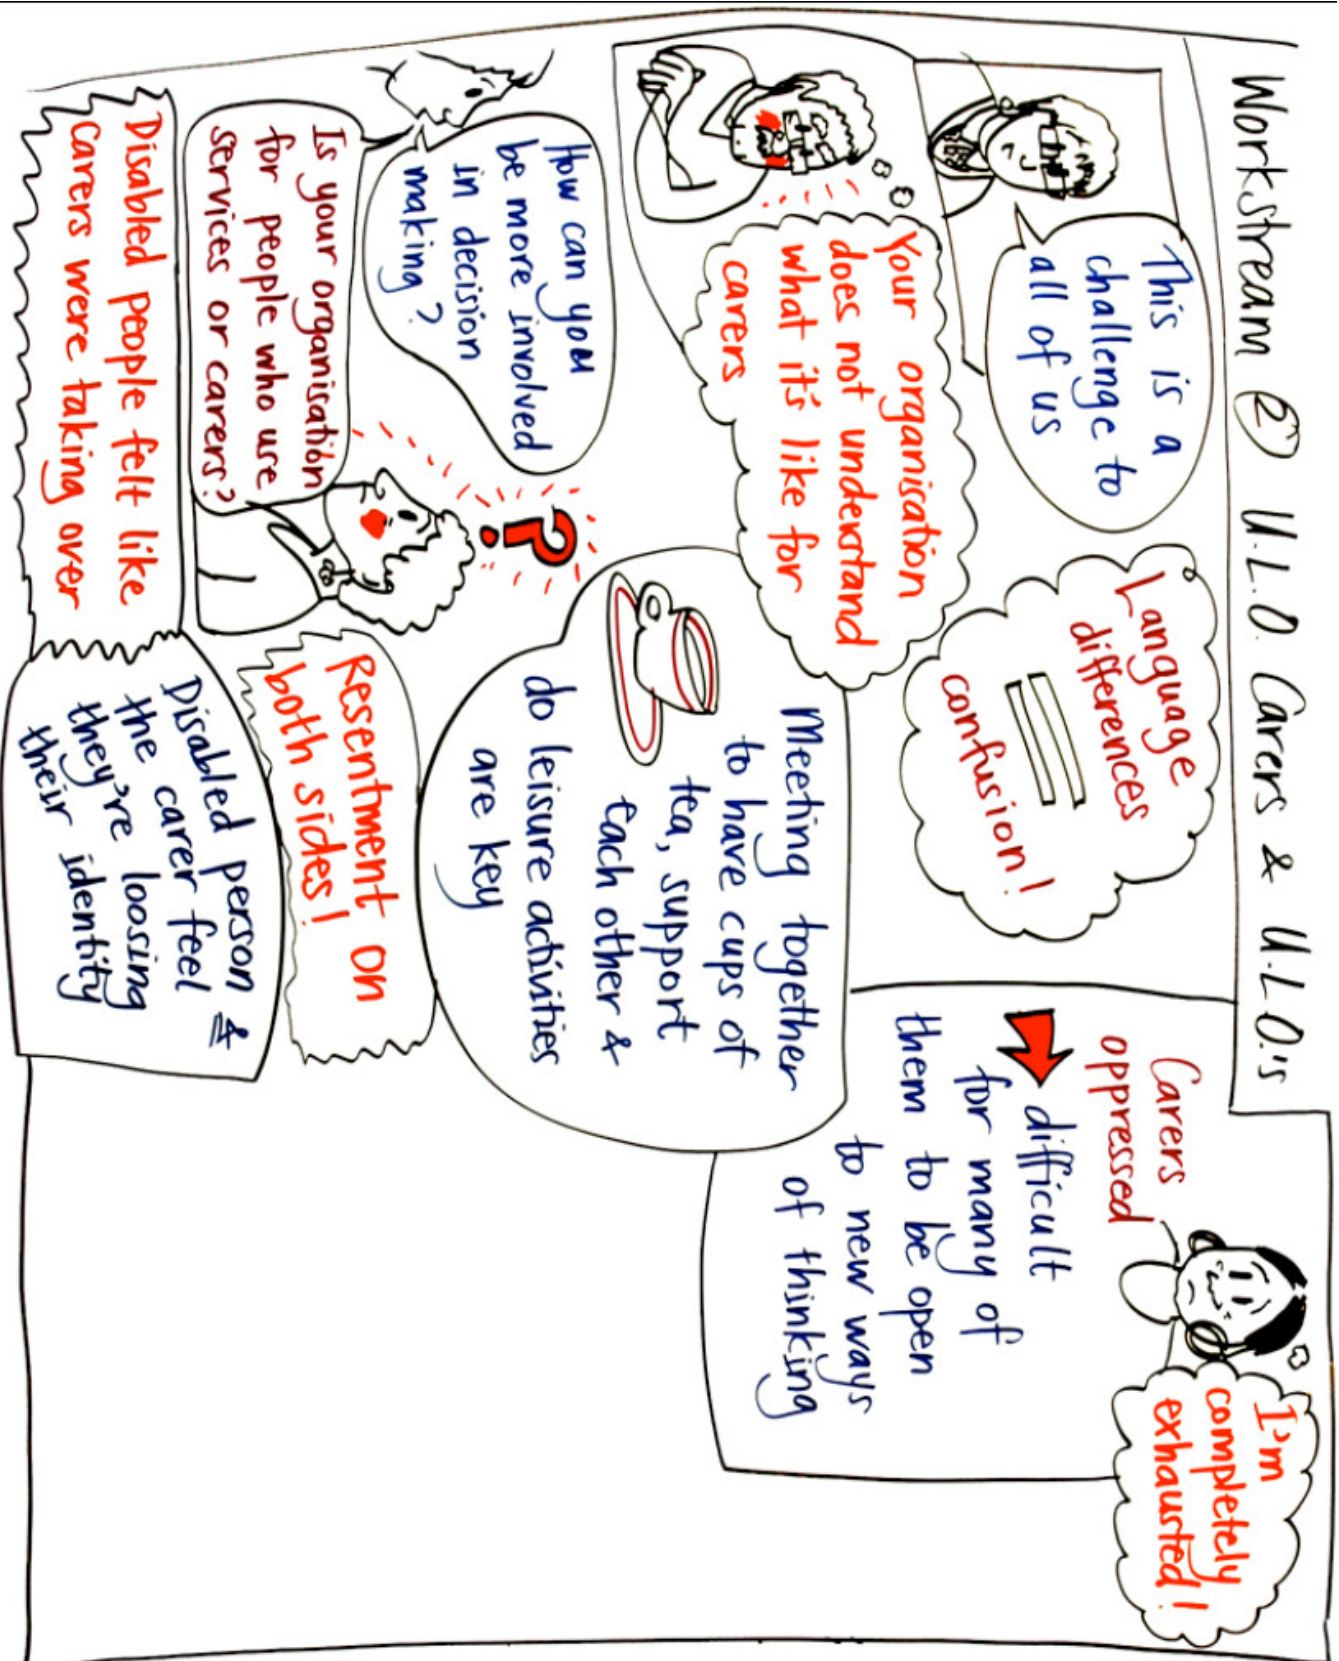 Workstream ② U.L.O. Carers & U.L.O.'s
This is a
challenge to
all of us
Language
differences
=
confusion!
Carers
oppressed
difficult
for many of
them to be open
to new ways
of thinking
I'm
completely
exhausted!
Your organisation
does not understand
what it's like for
carers
Meeting together
to have cups of
tea, support
each other &
do leisure activities
are key
How can you
be more involved
in decision
making?
?
Is your organisation
for people who use
services or carers?
Resentment on
both sides!
Disabled people felt like
carers were taking over
Disabled person &
the carer feel
they're loosing
their identity